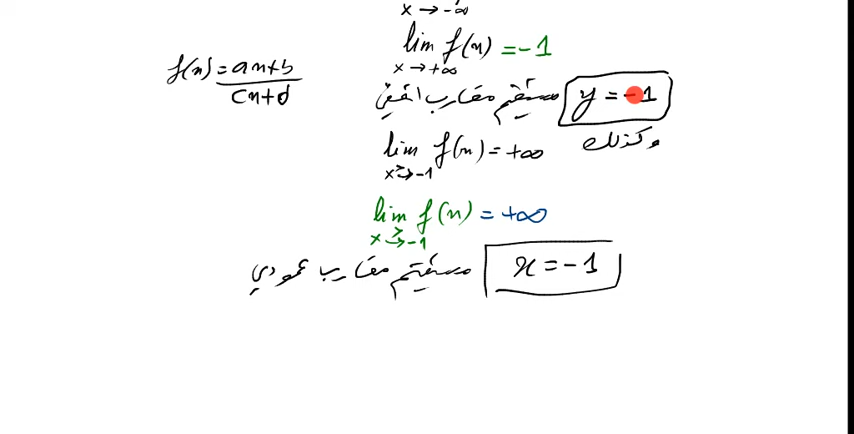 x → -∞
lim f(x) = -1
x → +∞
f(x) = ax+b / cx+d
y = -1 مستقيم مقارب افقي
وكذلك
lim f(x) = +∞
x →> -1
lim f(x) = +∞
x →> -1
x = -1 مستقيم مقارب عمودي